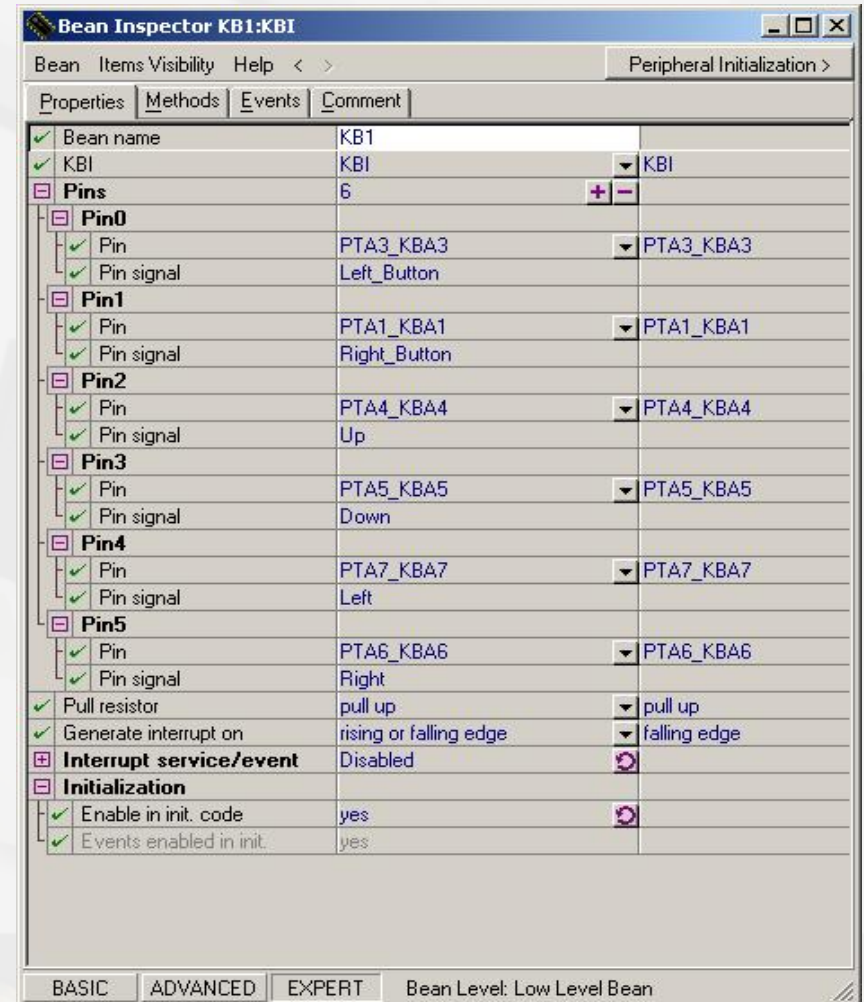 Bean Inspector KB1:KBI
Bean Items Visibility Help < > Peripheral Initialization >
Properties Methods Events Comment
Bean name KB1
KBI KBI KBI
Pins 6 + −
Pin0
Pin PTA3_KBA3 PTA3_KBA3
Pin signal Left_Button
Pin1
Pin PTA1_KBA1 PTA1_KBA1
Pin signal Right_Button
Pin2
Pin PTA4_KBA4 PTA4_KBA4
Pin signal Up
Pin3
Pin PTA5_KBA5 PTA5_KBA5
Pin signal Down
Pin4
Pin PTA7_KBA7 PTA7_KBA7
Pin signal Left
Pin5
Pin PTA6_KBA6 PTA6_KBA6
Pin signal Right
Pull resistor pull up pull up
Generate interrupt on rising or falling edge falling edge
Interrupt service/event Disabled
Initialization
Enable in init. code yes
Events enabled in init. yes
BASIC ADVANCED EXPERT Bean Level: Low Level Bean